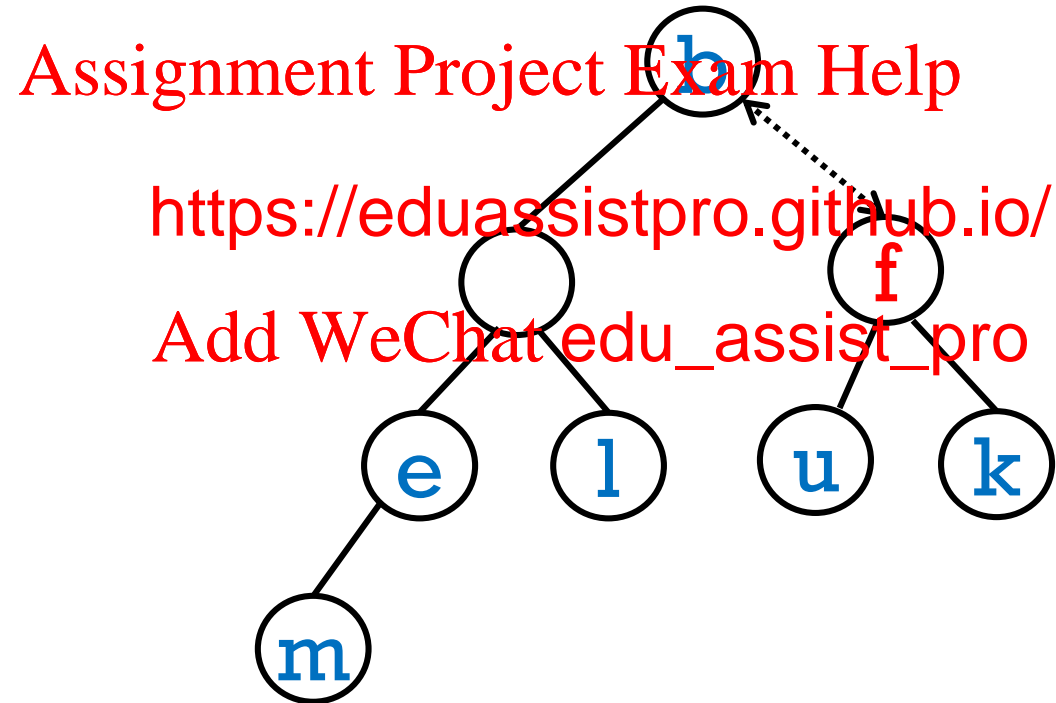 b
Assignment Project Exam Help
https://eduassistpro.github.io/
f
Add WeChat edu_assist_pro
e l u k
m